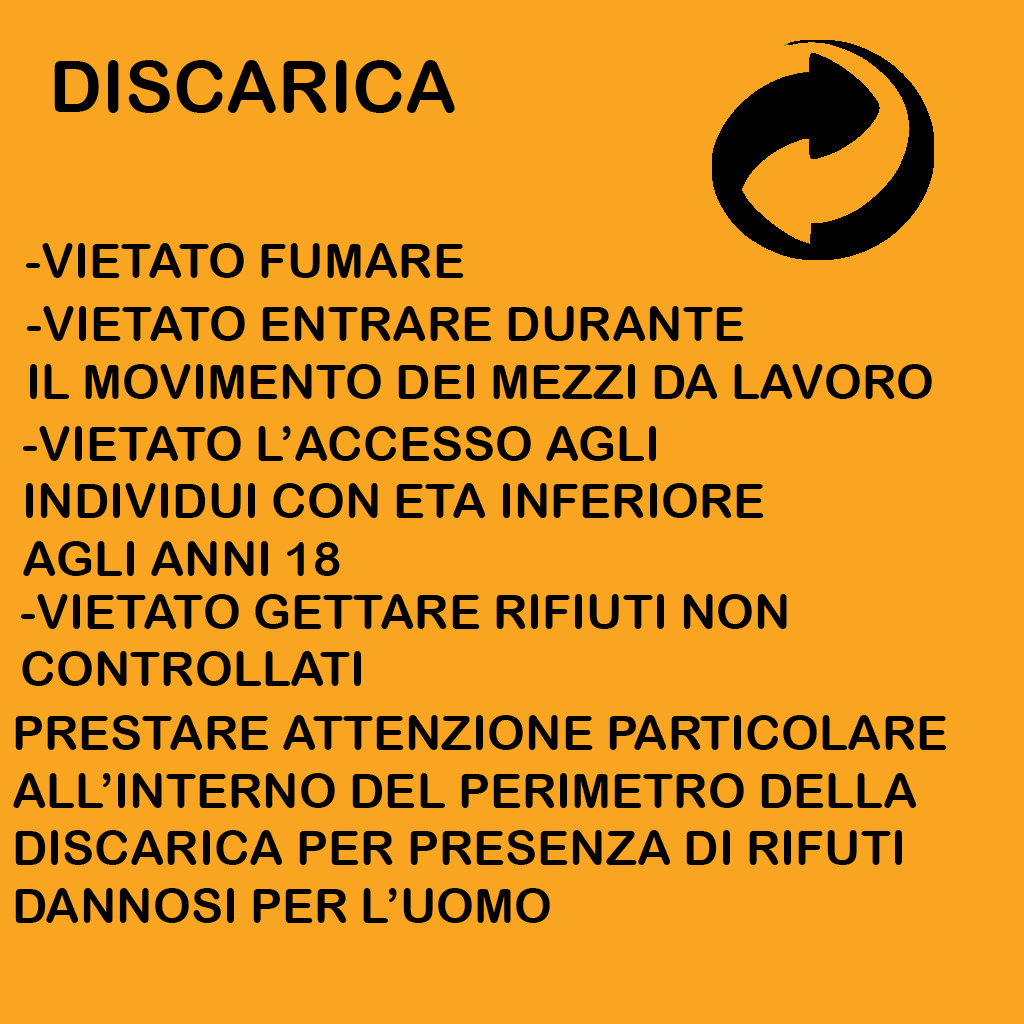 DISCARICA
-VIETATO FUMARE
-VIETATO ENTRARE DURANTE
IL MOVIMENTO DEI MEZZI DA LAVORO
-VIETATO L’ACCESSO AGLI
INDIVIDUI CON ETA INFERIORE
AGLI ANNI 18
-VIETATO GETTARE RIFIUTI NON
CONTROLLATI
PRESTARE ATTENZIONE PARTICOLARE
ALL’INTERNO DEL PERIMETRO DELLA
DISCARICA PER PRESENZA DI RIFUTI
DANNOSI PER L’UOMO